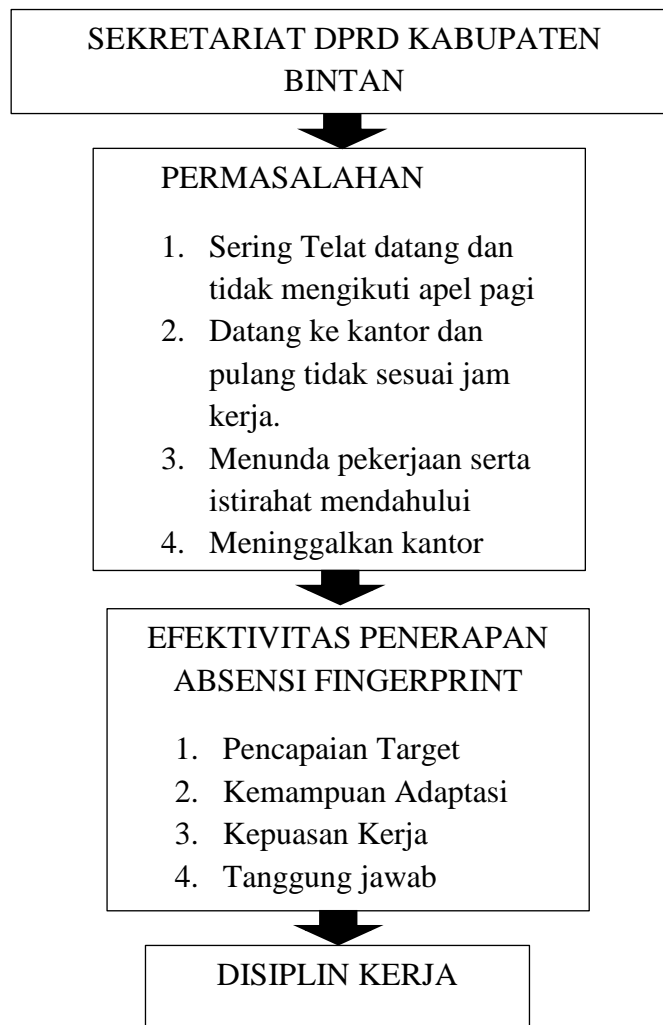 SEKRETARIAT DPRD KABUPATEN
BINTAN
PERMASALAHAN
1. Sering Telat datang dan
tidak mengikuti apel pagi
2. Datang ke kantor dan
pulang tidak sesuai jam
kerja.
3. Menunda pekerjaan serta
istirahat mendahului
4. Meninggalkan kantor
EFEKTIVITAS PENERAPAN
ABSENSI FINGERPRINT
1. Pencapaian Target
2. Kemampuan Adaptasi
3. Kepuasan Kerja
4. Tanggung jawab
DISIPLIN KERJA